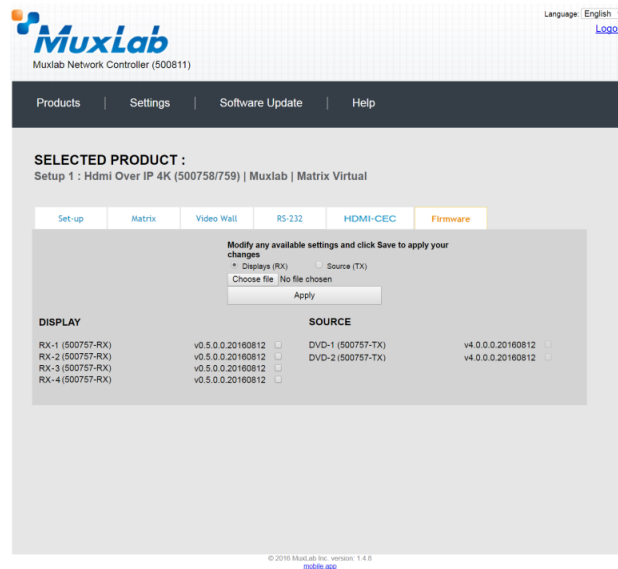 Language: English
Logo
MuxLab
Muxlab Network Controller (500811)
Products | Settings | Software Update | Help
SELECTED PRODUCT :
Setup 1 : Hdmi Over IP 4K (500758/759) | Muxlab | Matrix Virtual
Set-up Matrix Video Wall RS-232 HDMI-CEC Firmware
Modify any available settings and click Save to apply your
changes
Displays (RX) Source (TX)
Choose file No file chosen
Apply
DISPLAY SOURCE
RX-1 (500757-RX) v0.5.0.0.20160812 DVD-1 (500757-TX) v4.0.0.0.20160812
RX-2 (500757-RX) v0.5.0.0.20160812 DVD-2 (500757-TX) v4.0.0.0.20160812
RX-3 (500757-RX) v0.5.0.0.20160812
RX-4 (500757-RX) v0.5.0.0.20160812
© 2016 MuxLab Inc. version: 1.4.8
mobile app